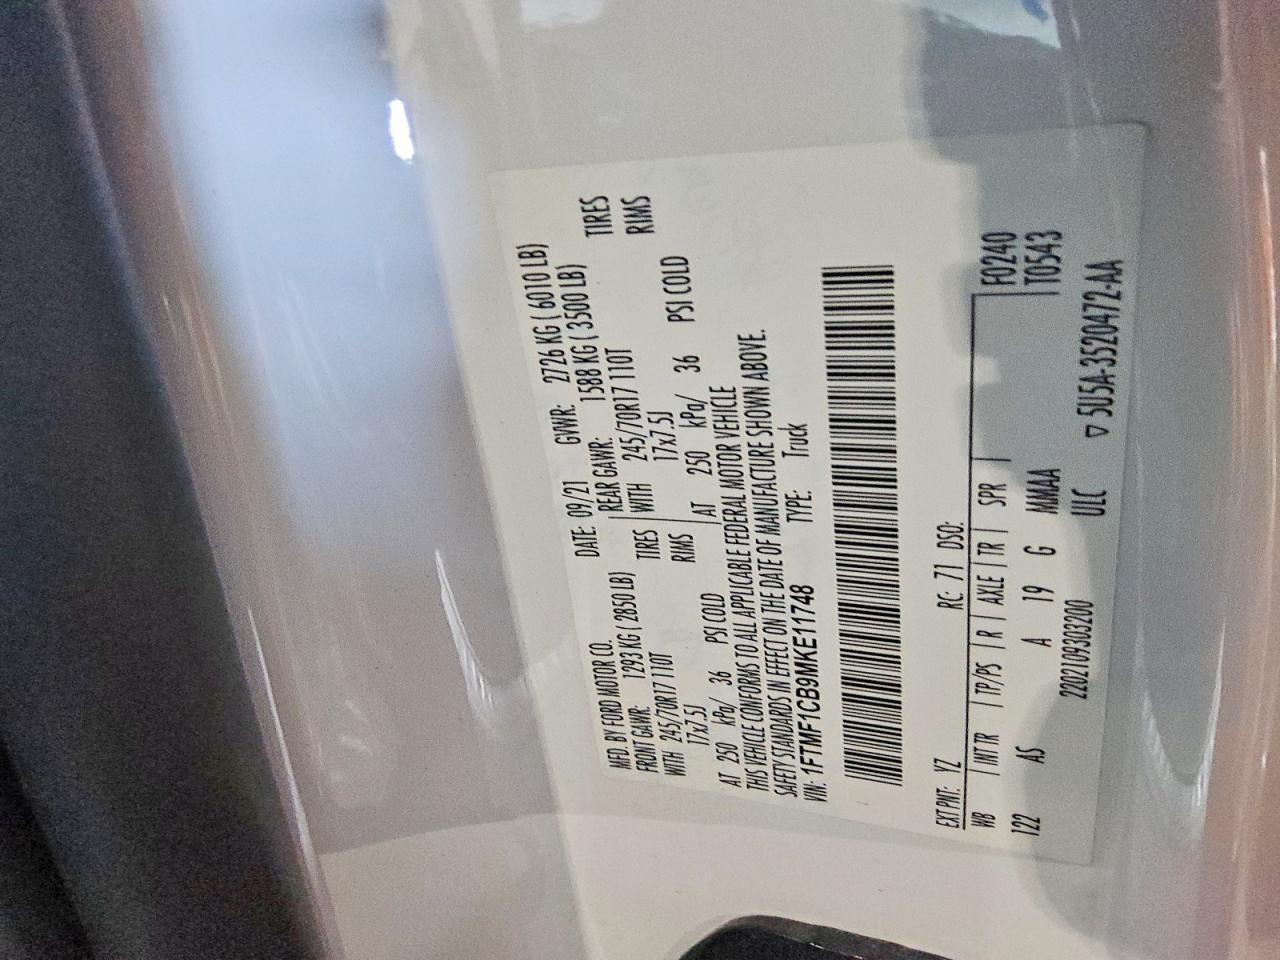 MFD. BY FORD MOTOR CO. DATE: 09/21 GVWR: 2726 KG ( 6010 LB)
FRONT GAWR: 1293 KG ( 2850 LB) REAR GAWR: 1588 KG ( 3500 LB)
WITH 245/70R17 110T TIRES WITH 245/70R17 110T TIRES
17x7.5J RIMS 17x7.5J RIMS
AT 250 kPa/ 36 PSI COLD AT 250 kPa/ 36 PSI COLD
THIS VEHICLE CONFORMS TO ALL APPLICABLE FEDERAL MOTOR VEHICLE
SAFETY STANDARDS IN EFFECT ON THE DATE OF MANUFACTURE SHOWN ABOVE.
VIN: 1FTMF1CB9MKE11748 TYPE: Truck
EXT PNT: YZ RC: 71 DSO:
WB INT TR TP/PS R AXLE TR SPR F0240
122 AS A 19 G MMAA T0543
2202109303200 ULC ▽ 5U5A-3520472-AA